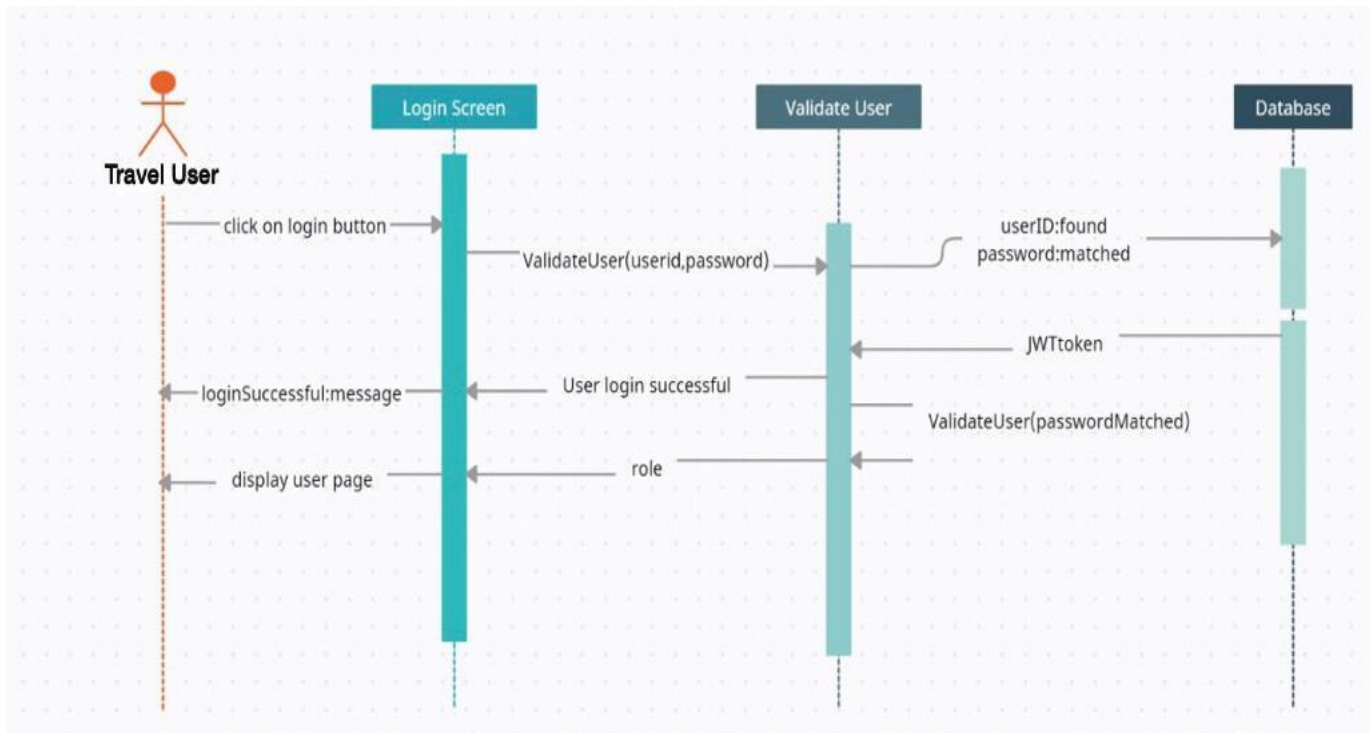 Login Screen
Validate User
Database
Travel User
click on login button
ValidateUser(userid,password)
userID:found
password:matched
JWTtoken
User login successful
loginSuccessful:message
ValidateUser(passwordMatched)
role
display user page